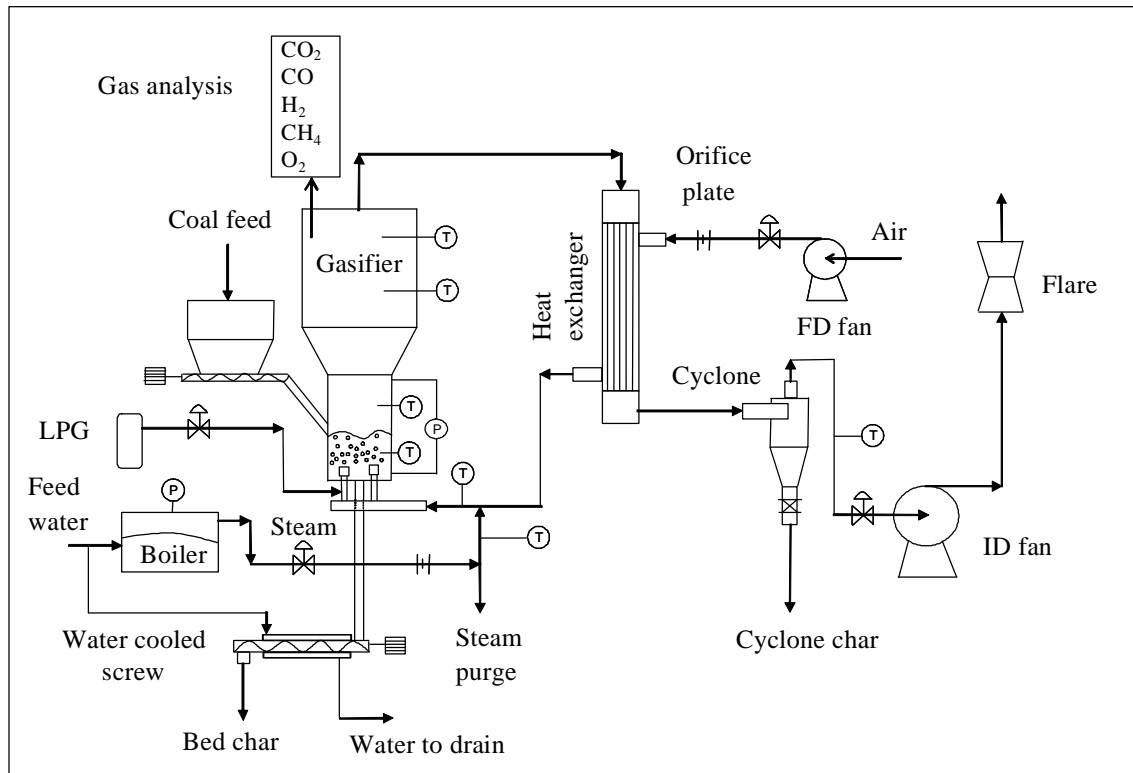 CO₂
CO
H₂
CH₄
O₂
Gas analysis
Coal feed
Gasifier
T
T
T
T
P
Heat
exchanger
Orifice
plate
Air
FD fan
Flare
Cyclone
T
ID fan
Cyclone char
LPG
Feed
water
P
Boiler
Steam
T
T
Steam
purge
Water cooled
screw
Bed char
Water to drain